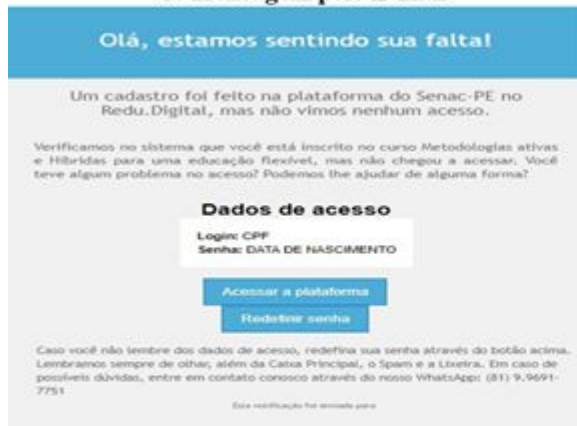 Olá, estamos sentindo sua falta!
Um cadastro foi feito na plataforma do Senac-PE no
Redu.Digital, mas não vimos nenhum acesso.
Verificamos no sistema que você está inscrito no curso Metodologias ativas
e Híbridas para uma educação flexível, mas não chegou a acessar. Você
teve algum problema no acesso? Podemos lhe ajudar de alguma forma?
Dados de acesso
Login: CPF
Senha: DATA DE NASCIMENTO
Acessar a plataforma
Redefinir senha
Caso você não lembre dos dados de acesso, redefina sua senha através do botão acima.
Lembramos sempre de olhar, além da Caixa Principal, o Spam e a Lixeira. Em caso de
possíveis dúvidas, entre em contato conosco através do nosso WhatsApp: (81) 9.9691-
7751
Esta notificação foi enviada para